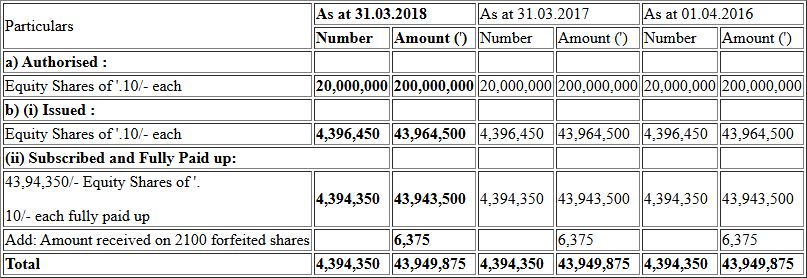 Particulars As at 31.03.2018 As at 31.03.2017 As at 01.04.2016
Number Amount (') Number Amount (') Number Amount (')
a) Authorised :
Equity Shares of '.10/- each 20,000,000 200,000,000 20,000,000 200,000,000 20,000,000 200,000,000
b) (i) Issued :
Equity Shares of '.10/- each 4,396,450 43,964,500 4,396,450 43,964,500 4,396,450 43,964,500
(ii) Subscribed and Fully Paid up:
43,94,350/- Equity Shares of '.
10/- each fully paid up 4,394,350 43,943,500 4,394,350 43,943,500 4,394,350 43,943,500
Add: Amount received on 2100 forfeited shares 6,375 6,375 6,375
Total 4,394,350 43,949,875 4,394,350 43,949,875 4,394,350 43,949,875